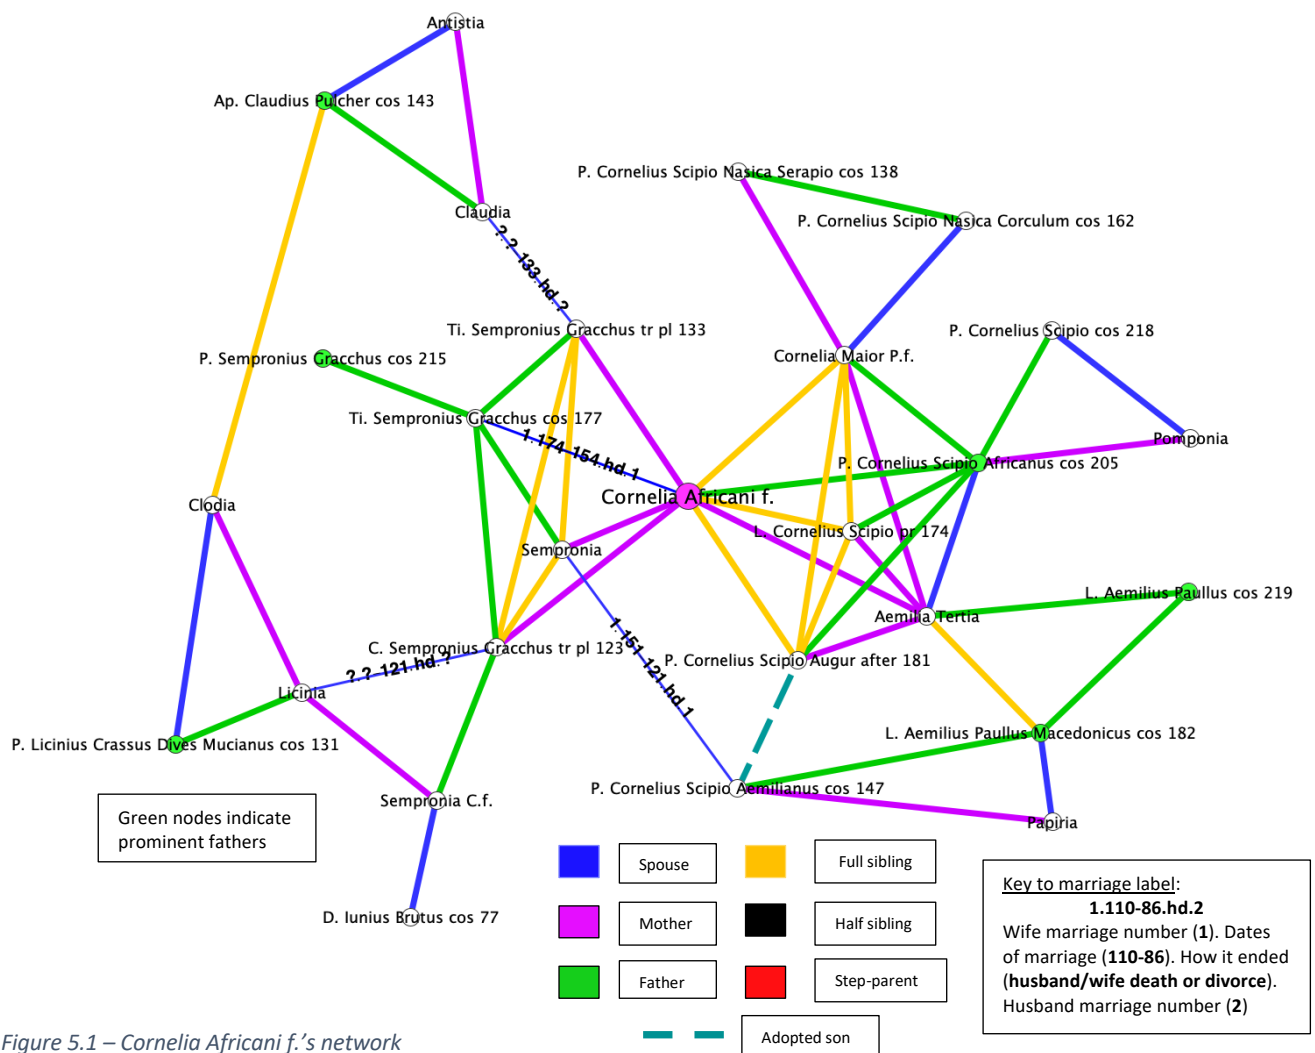 Antistia
Ap. Claudius Pulcher cos 143
P. Cornelius Scipio Nasica Serapio cos 138
Claudia
P. Cornelius Scipio Nasica Corculum cos 162
?.?-133.hd.?
Ti. Sempronius Gracchus tr pl 133
P. Cornelius Scipio cos 218
P. Sempronius Gracchus cos 215
Cornelia Maior P.f.
Ti. Sempronius Gracchus cos 177
1.174-154.hd.1
Pomponia
P. Cornelius Scipio Africanus cos 205
Cornelia Africani f.
Clodia
L. Cornelius Scipio pr 174
Sempronia
L. Aemilius Paullus cos 219
Aemilia Tertia
C. Sempronius Gracchus tr pl 123
1.151-121.hd.1
P. Cornelius Scipio Augur after 181
?.?-121.hd.?
Licinia
P. Licinius Crassus Dives Mucianus cos 131
L. Aemilius Paullus Macedonicus cos 182
P. Cornelius Scipio Aemilianus cos 147
Sempronia C.f.
Papiria
Green nodes indicate
prominent fathers
D. Iunius Brutus cos 77
Spouse
Full sibling
Mother
Half sibling
Father
Step-parent
Adopted son
Key to marriage label:
1.110-86.hd.2
Wife marriage number (1). Dates
of marriage (110-86). How it ended
(husband/wife death or divorce).
Husband marriage number (2)
Figure 5.1 – Cornelia Africani f.'s network